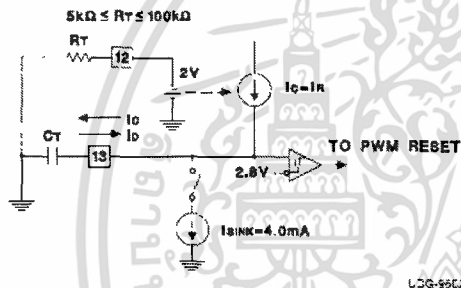 5kΩ ≤ RT ≤ 100kΩ
RT
12
2V
IC=IR
IC
ID
CT
13
TO PWM RESET
2.8V
ISINK=4.0mA